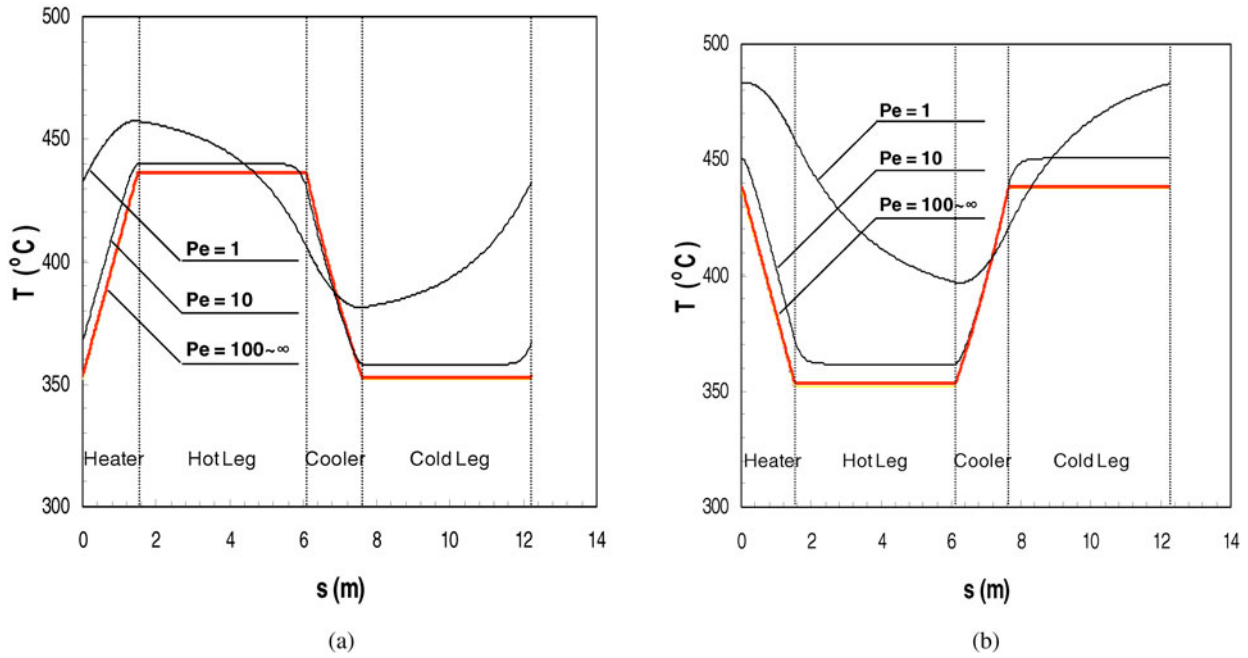 500
450
400
350
300
T (°C)
Pe = 1
Pe = 10
Pe = 100~∞
Heater Hot Leg Cooler Cold Leg
0 2 4 6 8 10 12 14
s (m)
(a)
500
450
400
350
300
T (°C)
Pe = 1
Pe = 10
Pe = 100~∞
Heater Hot Leg Cooler Cold Leg
0 2 4 6 8 10 12 14
s (m)
(b)